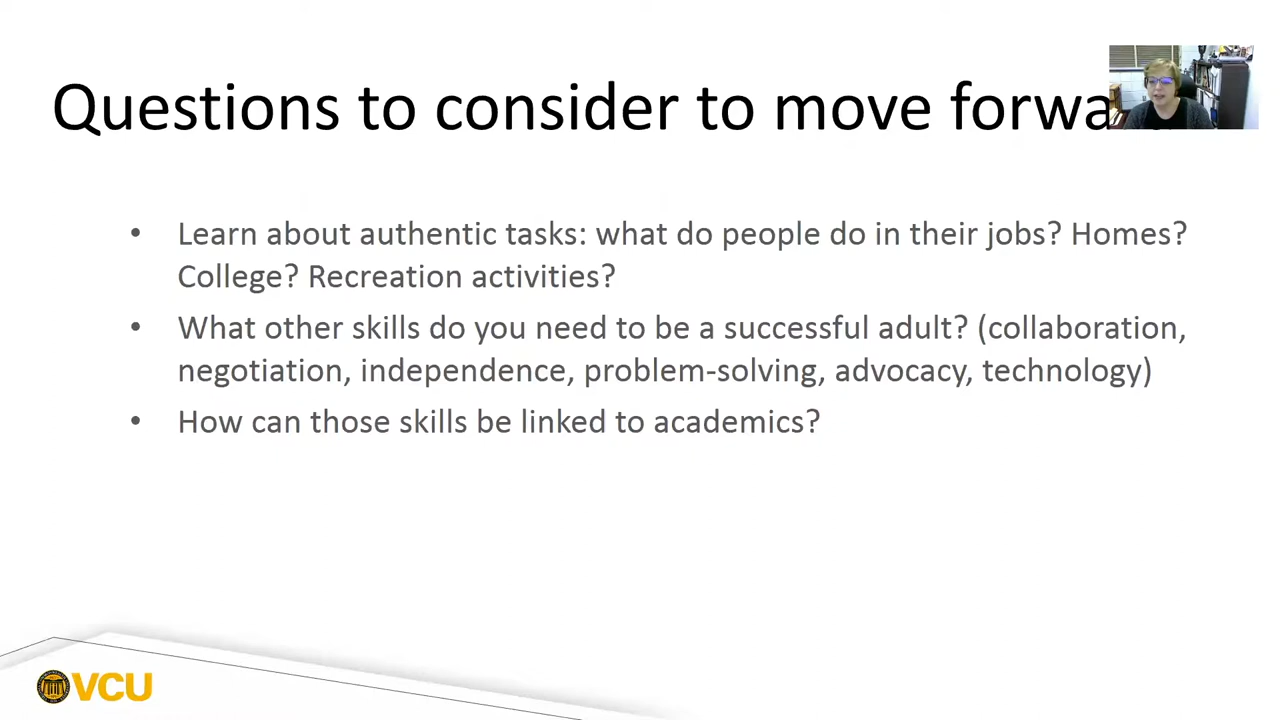 Questions to consider to move forwa
• Learn about authentic tasks: what do people do in their jobs? Homes?
College? Recreation activities?
• What other skills do you need to be a successful adult? (collaboration,
negotiation, independence, problem-solving, advocacy, technology)
• How can those skills be linked to academics?
VCU